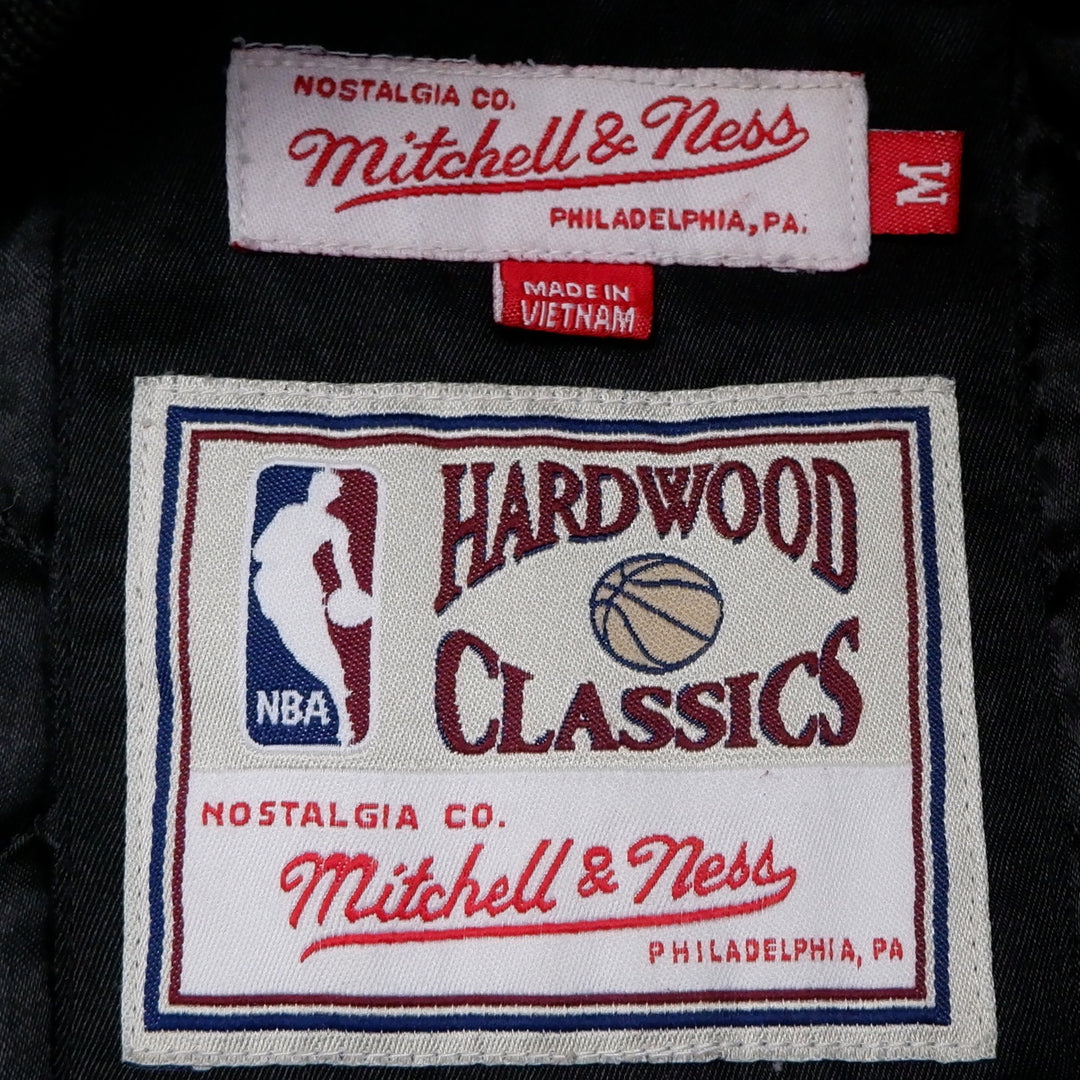 NOSTALGIA CO.
Mitchell & Ness
PHILADELPHIA, PA.
M
MADE IN
VIETNAM
HARDWOOD
CLASSICS
NBA
NOSTALGIA CO.
Mitchell & Ness
PHILADELPHIA, PA